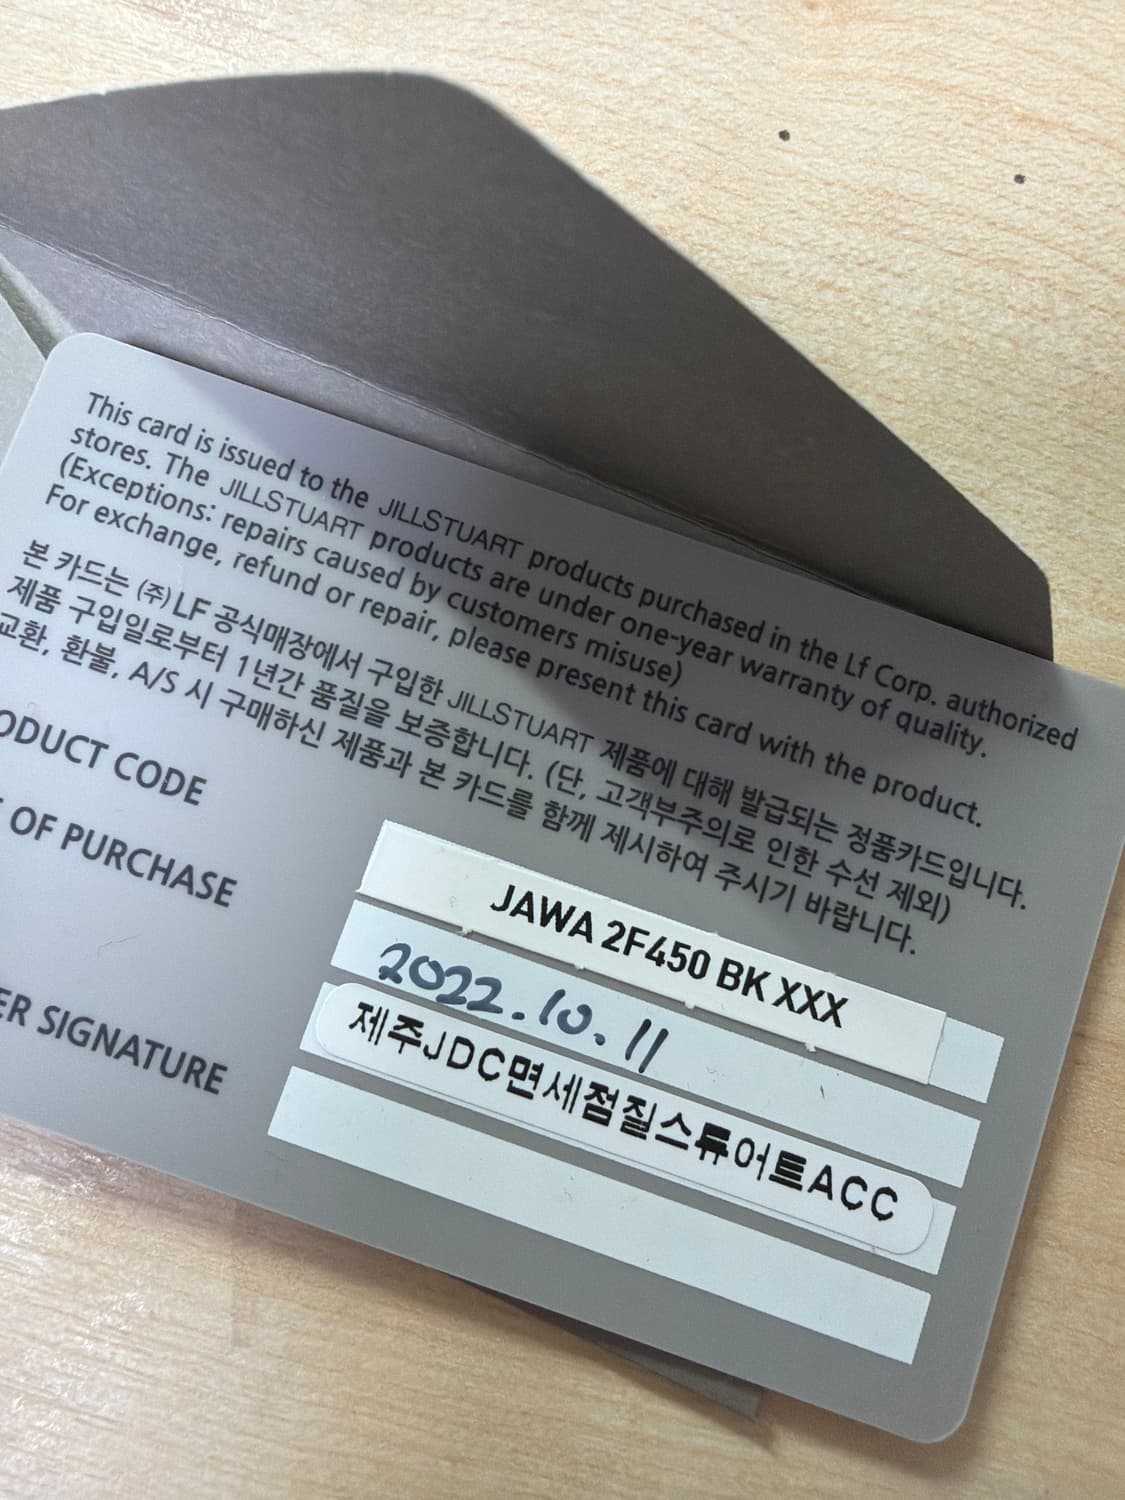 This card is issued to the JILLSTUART products purchased in the Lf Corp. authorized
stores. The JILLSTUART products are under one-year warranty of quality.
(Exceptions: repairs caused by customers misuse)
For exchange, refund or repair, please present this card with the product.
본 카드는 (주)LF 공식매장에서 구입한 JILLSTUART 제품에 대해 발급되는 정품카드입니다.
제품 구입일로부터 1년간 품질을 보증합니다. (단, 고객부주의로 인한 수선 제외)
교환, 환불, A/S 시 구매하신 제품과 본 카드를 함께 제시하여 주시기 바랍니다.
ODUCT CODE
JAWA 2F450 BK XXX
OF PURCHASE
2022.10.11
제주JDC면세점질스튜어트ACC
ER SIGNATURE